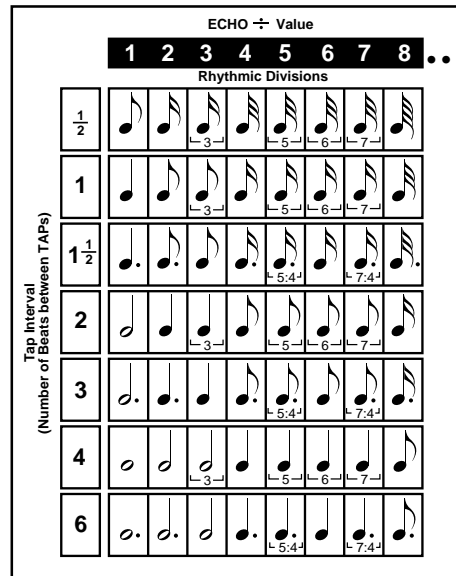 ECHO ÷ Value
1 2 3 4 5 6 7 8 ..
Rhythmic Divisions
Tap Interval
(Number of Beats between TAPs)
1/2
3 5 6 7
1
3 5 6 7
1 1/2
5:4 7:4
2
3 5 6 7
3
5:4 7:4
4
3 5 6 7
6
5:4 7:4